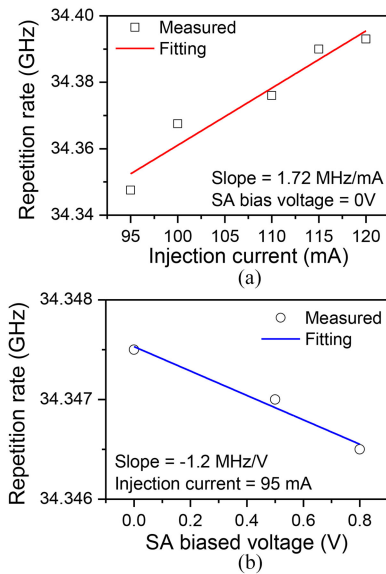 34.40
34.38
34.36
34.34
Repetition rate (GHz)
Measured
Fitting
Slope = 1.72 MHz/mA
SA bias voltage = 0V
95 100 105 110 115 120
Injection current (mA)
(a)
34.348
34.347
34.346
Repetition rate (GHz)
Measured
Fitting
Slope = -1.2 MHz/V
Injection current = 95 mA
0.0 0.2 0.4 0.6 0.8
SA biased voltage (V)
(b)